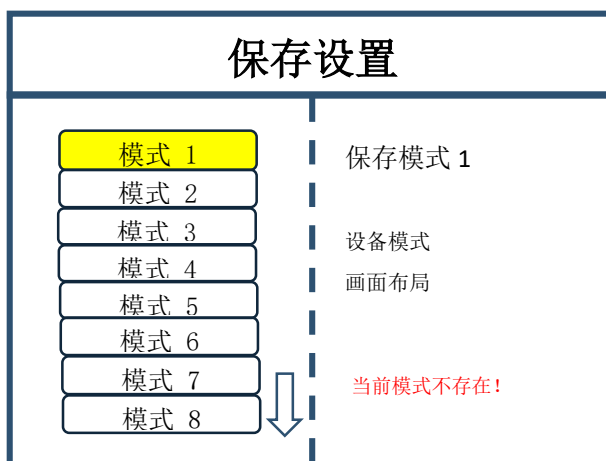 保存设置
模式 1
模式 2
模式 3
模式 4
模式 5
模式 6
模式 7
模式 8
保存模式 1
设备模式
画面布局
当前模式不存在！